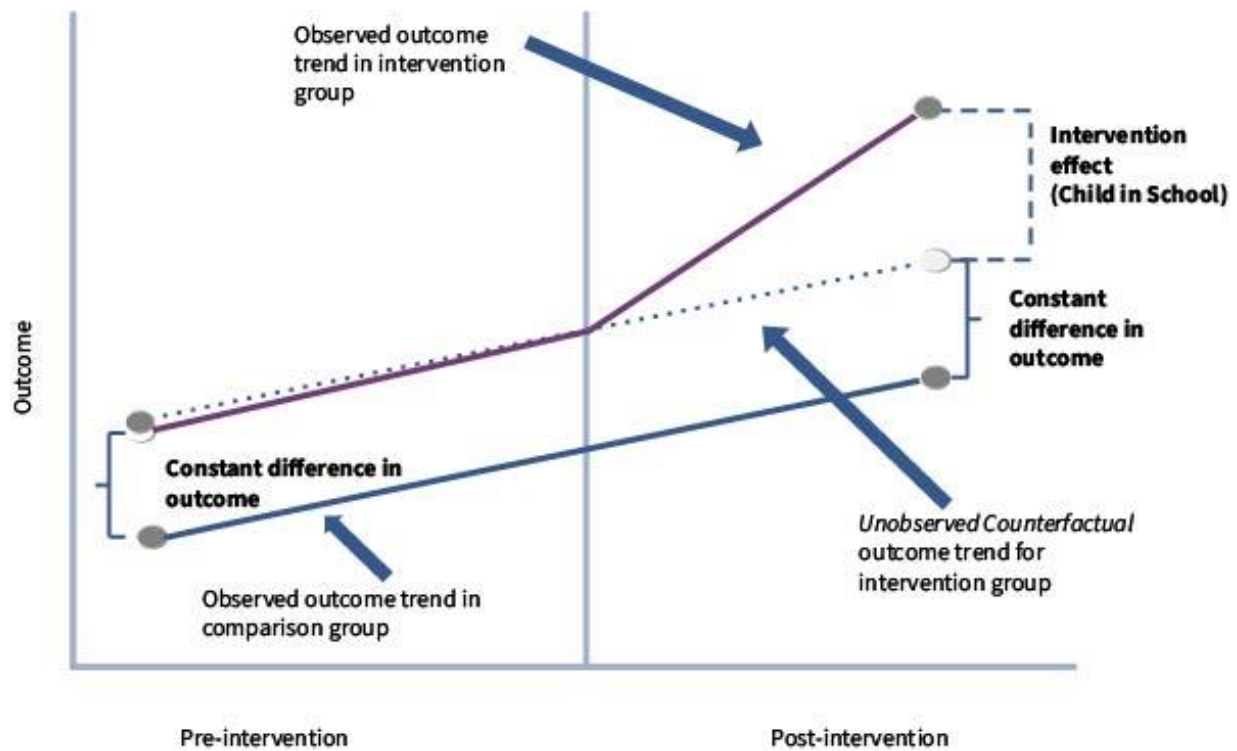 Observed outcome
trend in intervention
group
Intervention
effect
(Child in School)
Constant
difference in
outcome
Outcome
Constant difference in
outcome
Unobserved Counterfactual
outcome trend for
intervention group
Observed outcome trend in
comparison group
Pre-intervention
Post-intervention